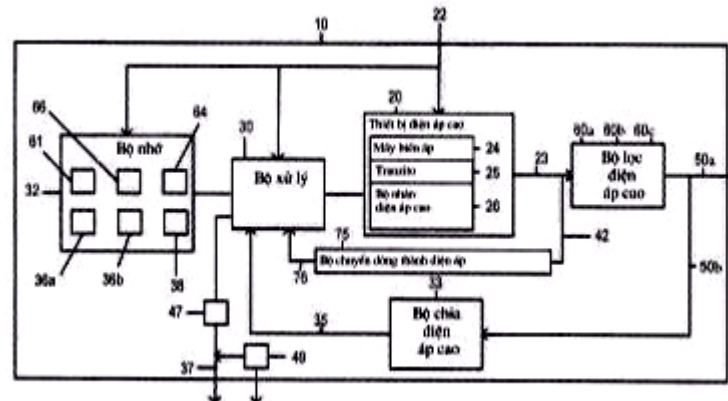 10
22
20
Thiết bị điện áp cao
Máy biến áp
24
Tranzito
25
Bộ nhân
điện áp cao
26
66
64
61
Bộ nhớ
32
36a
36b
38
30
Bộ xử lý
23
60a
60b
60c
Bộ lọc
điện
áp cao
50a
75
Bộ chuyển dòng thành điện áp
76
42
50b
33
Bộ chia
điện
áp cao
35
47
37
49